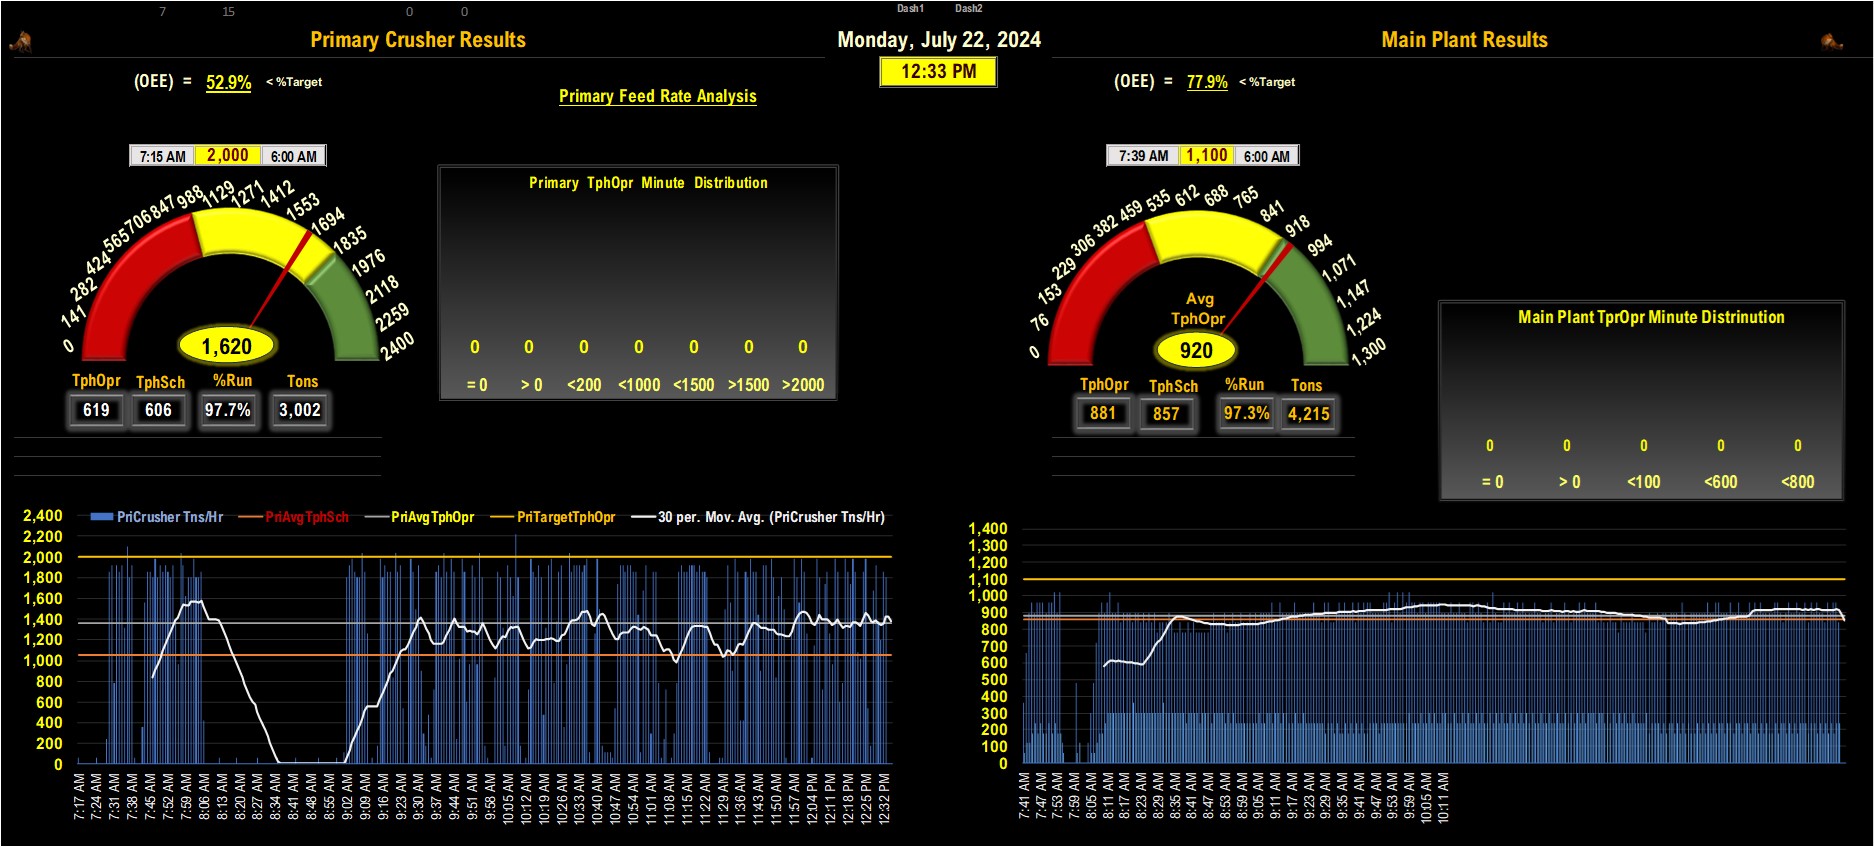 7 15 0 0 Dash1 Dash2
Primary Crusher Results
Monday, July 22, 2024
Main Plant Results
12:33 PM
(OEE) = 52.9% < %Target
Primary Feed Rate Analysis
(OEE) = 77.9% < %Target
7:15 AM 2,000 6:00 AM
0
141
282
424
565
706
847
988
1129
1271
1412
1553
1694
1835
1976
2118
2259
2400
1,620
TphOpr TphSch %Run Tons
619 606 97.7% 3,002
Primary TphOpr Minute Distribution
0 0 0 0 0 0 0
= 0 > 0 <200 <1000 <1500 >1500 >2000
7:39 AM 1,100 6:00 AM
0
76
153
229
306
382
459
535
612
688
765
841
918
994
1,071
1,147
1,224
1,300
Avg
TphOpr
920
TphOpr TphSch %Run Tons
881 857 97.3% 4,215
Main Plant TprOpr Minute Distrinution
0 0 0 0 0
= 0 > 0 <100 <600 <800
PriCrusher Tns/Hr PriAvgTphSch PriAvgTphOpr PriTargetTphOpr 30 per. Mov. Avg. (PriCrusher Tns/Hr)
2,400
2,200
2,000
1,800
1,600
1,400
1,200
1,000
800
600
400
200
0
7:17 AM
7:24 AM
7:31 AM
7:38 AM
7:45 AM
7:52 AM
7:59 AM
8:06 AM
8:13 AM
8:20 AM
8:27 AM
8:34 AM
8:41 AM
8:48 AM
8:55 AM
9:02 AM
9:09 AM
9:16 AM
9:23 AM
9:30 AM
9:37 AM
9:44 AM
9:51 AM
9:58 AM
10:05 AM
10:12 AM
10:19 AM
10:26 AM
10:33 AM
10:40 AM
10:47 AM
10:54 AM
11:01 AM
11:08 AM
11:15 AM
11:22 AM
11:29 AM
11:36 AM
11:43 AM
11:50 AM
11:57 AM
12:04 PM
12:11 PM
12:18 PM
12:25 PM
12:32 PM
1,400
1,300
1,200
1,100
1,000
900
800
700
600
500
400
300
200
100
0
7:41 AM
7:47 AM
7:53 AM
7:59 AM
8:05 AM
8:11 AM
8:17 AM
8:23 AM
8:29 AM
8:35 AM
8:41 AM
8:47 AM
8:53 AM
8:59 AM
9:05 AM
9:11 AM
9:17 AM
9:23 AM
9:29 AM
9:35 AM
9:41 AM
9:47 AM
9:53 AM
9:59 AM
10:05 AM
10:11 AM